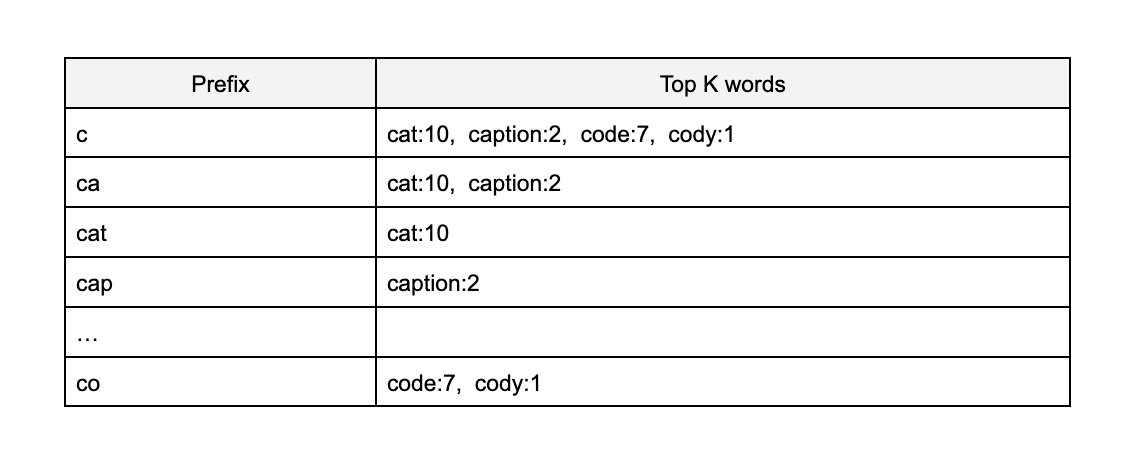 Prefix Top K words
c cat:10, caption:2, code:7, cody:1
ca cat:10, caption:2
cat cat:10
cap caption:2
…
co code:7, cody:1